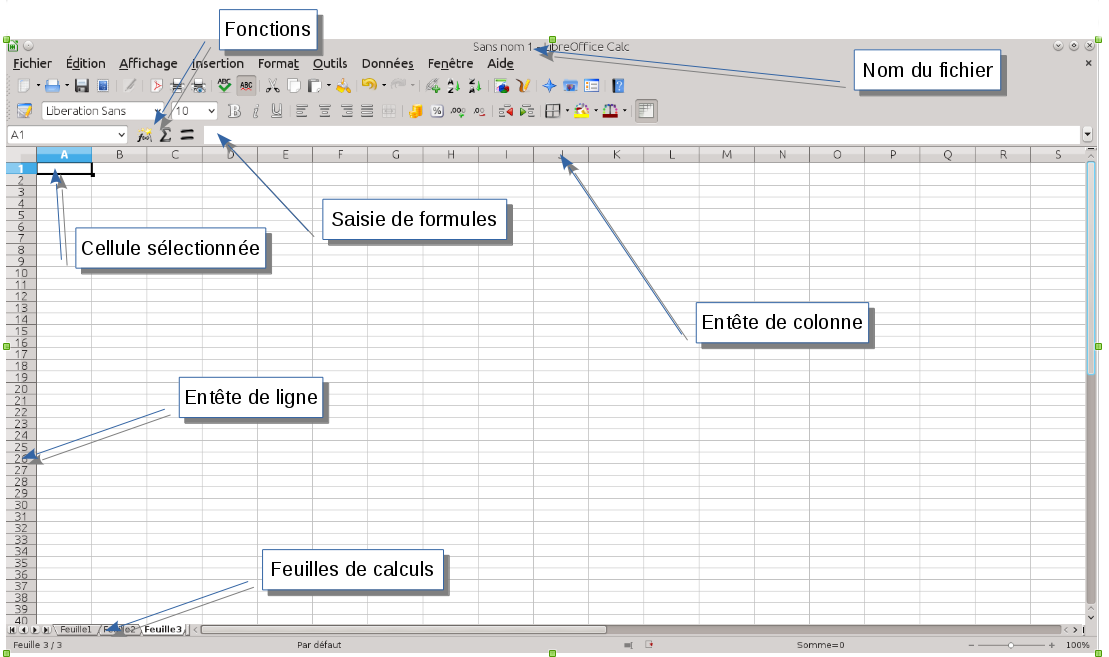 Fonctions
Sans nom 1 - LibreOffice Calc
Fichier Édition Affichage Insertion Format Outils Données Fenêtre Aide
Nom du fichier
ABC ABC
Liberation Sans 10
A1 f(x) Σ =
A B C D E F G H I J K L M N O P Q R S
1
2
3
4
Saisie de formules
5
6
7
Cellule sélectionnée
8
9
10
11
12
13
14
Entête de colonne
15
16
17
18
19
20
Entête de ligne
21
22
23
24
25
26
27
28
29
30
31
32
33
34
35
Feuilles de calculs
36
37
38
39
40
Feuille1 Feuille2 Feuille3
Feuille 3 / 3 Par défaut Somme=0 100%